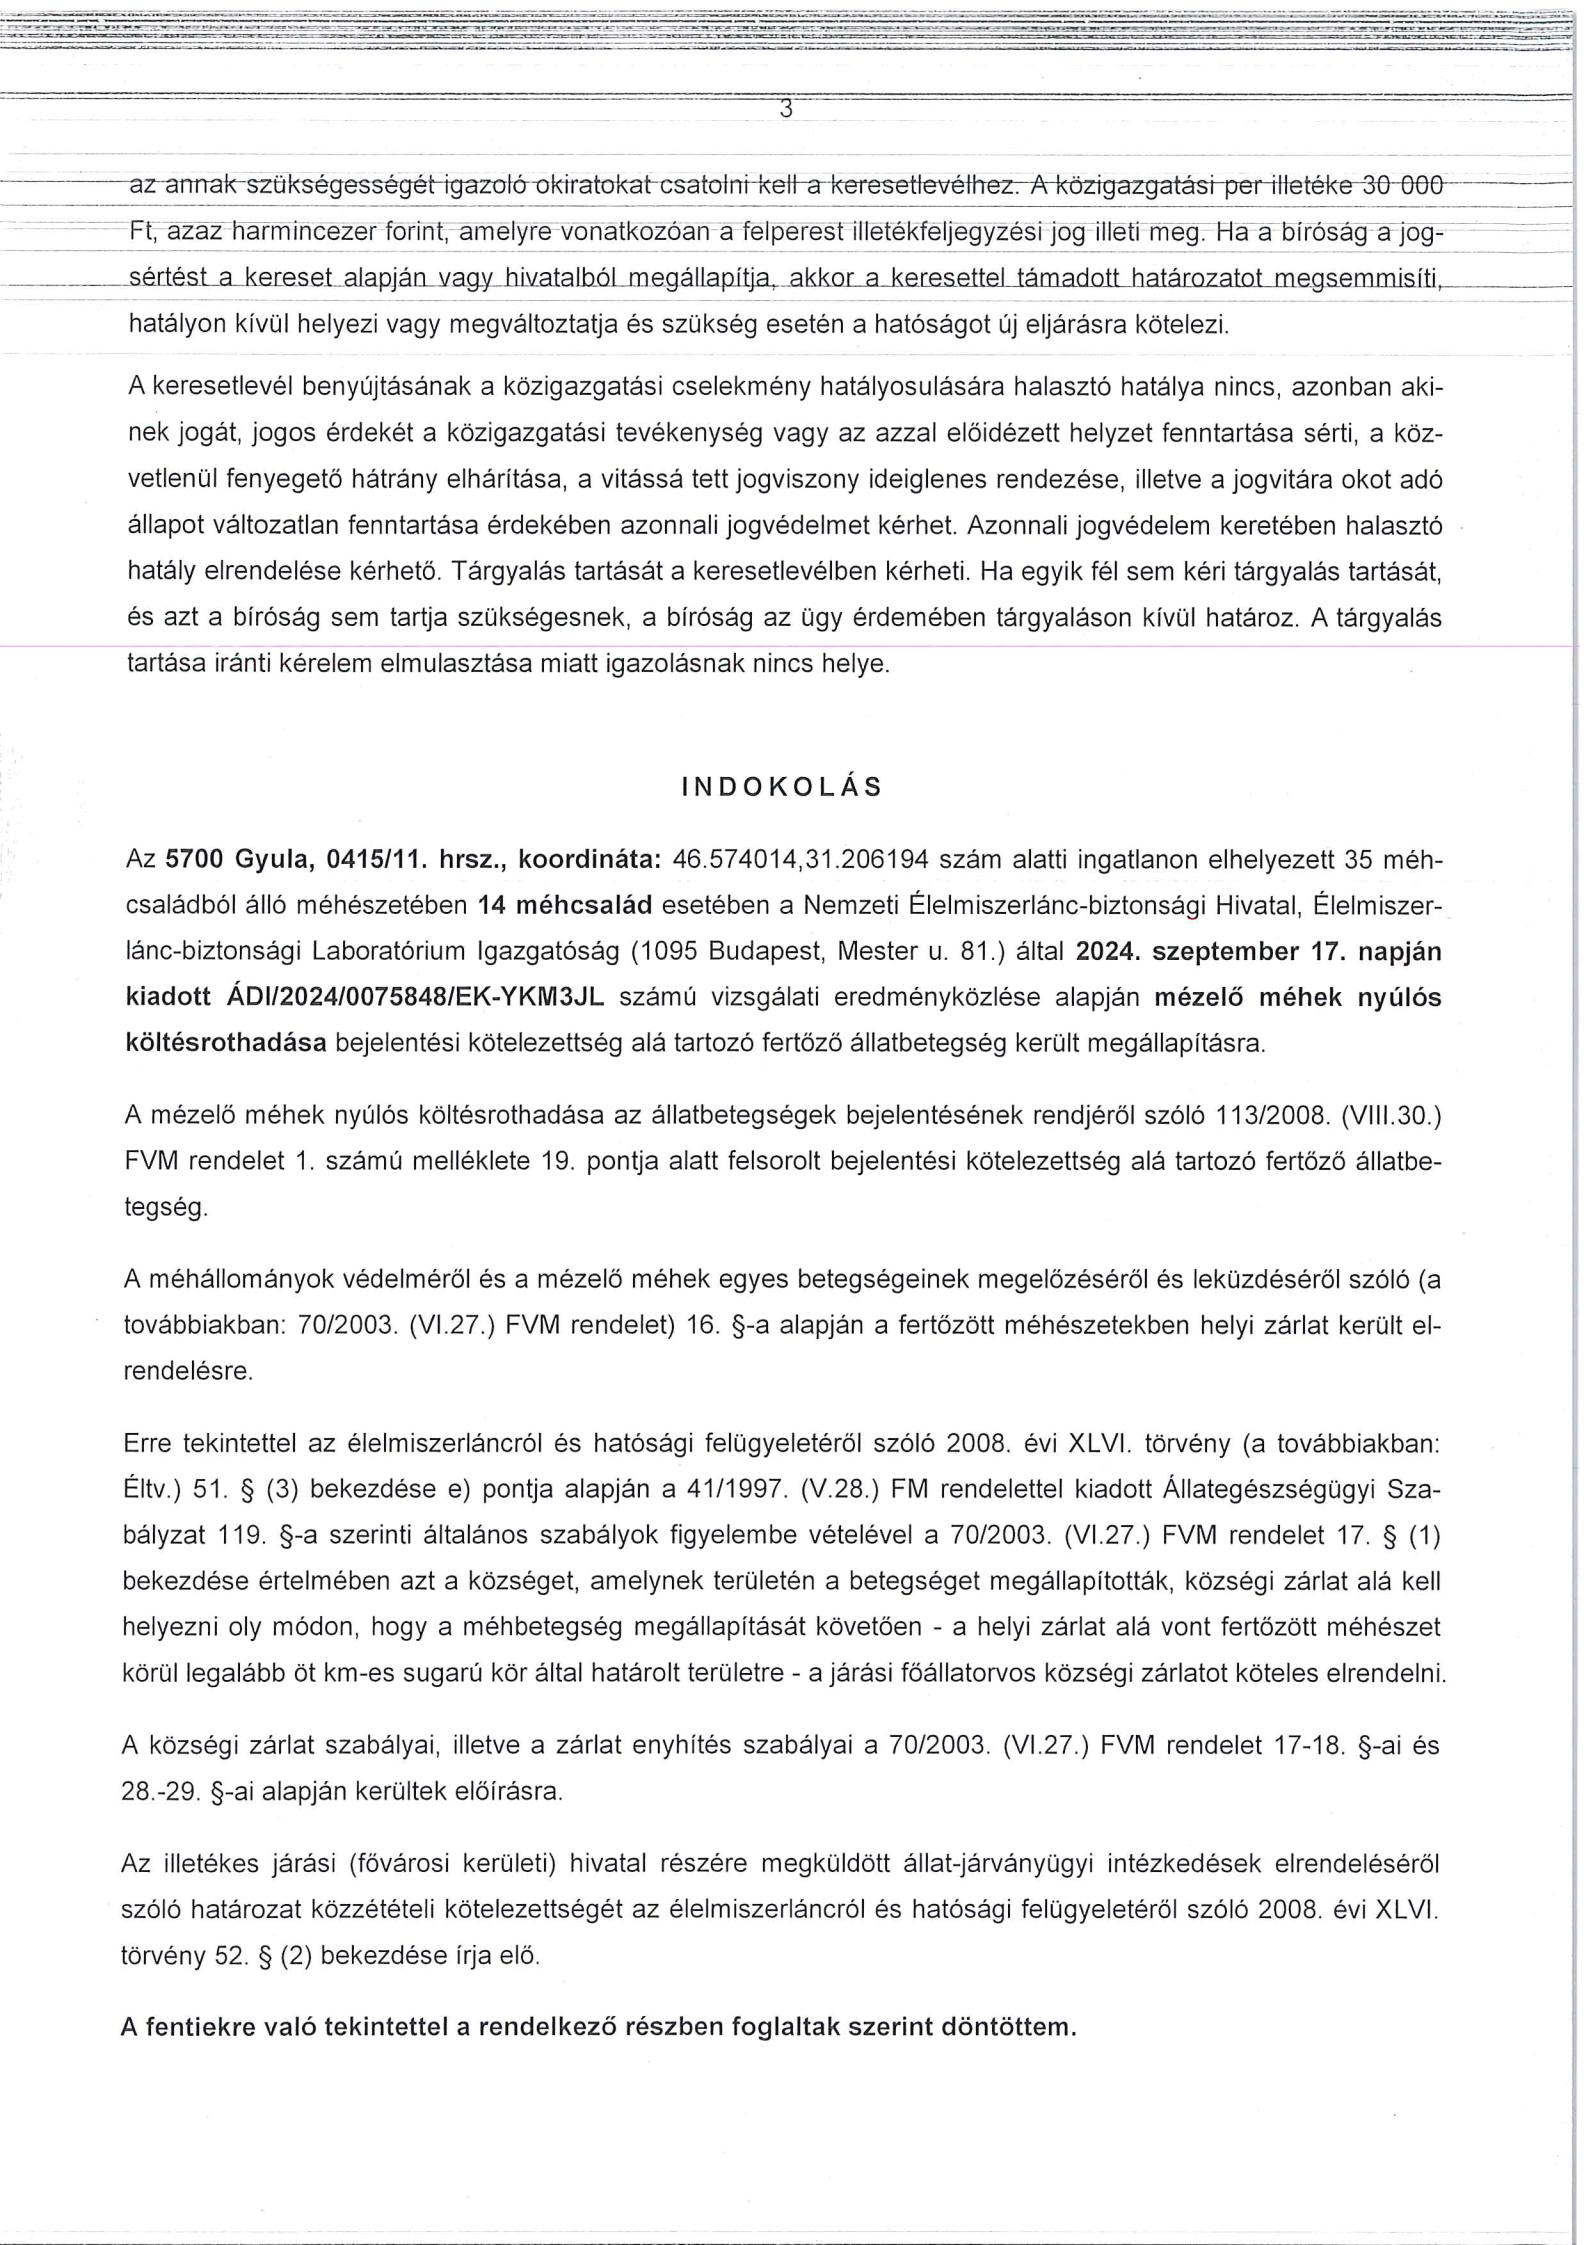 3
az annak szükségességét igazoló okiratokat csatolni kell a keresetlevélhez. A közigazgatási per illetéke 30 000
Ft, azaz harmincezer forint, amelyre vonatkozóan a felperest illetékfeljegyzési jog illeti meg. Ha a bíróság a jog-
sértést a kereset alapján vagy hivatalból megállapítja, akkor a keresettel támadott határozatot megsemmisíti,
hatályon kívül helyezi vagy megváltoztatja és szükség esetén a hatóságot új eljárásra kötelezi.
A keresetlevél benyújtásának a közigazgatási cselekmény hatályosulására halasztó hatálya nincs, azonban aki-
nek jogát, jogos érdekét a közigazgatási tevékenység vagy az azzal előidézett helyzet fenntartása sérti, a köz-
vetlenül fenyegető hátrány elhárítása, a vitássá tett jogviszony ideiglenes rendezése, illetve a jogvitára okot adó
állapot változatlan fenntartása érdekében azonnali jogvédelmet kérhet. Azonnali jogvédelem keretében halasztó
hatály elrendelése kérhető. Tárgyalás tartását a keresetlevélben kérheti. Ha egyik fél sem kéri tárgyalás tartását,
és azt a bíróság sem tartja szükségesnek, a bíróság az ügy érdemében tárgyaláson kívül határoz. A tárgyalás
tartása iránti kérelem elmulasztása miatt igazolásnak nincs helye.
INDOKOLÁS
Az 5700 Gyula, 0415/11. hrsz., koordináta: 46.574014,31.206194 szám alatti ingatlanon elhelyezett 35 méh-
családból álló méhészetében 14 méhcsalád esetében a Nemzeti Élelmiszerlánc-biztonsági Hivatal, Élelmiszer-
lánc-biztonsági Laboratórium Igazgatóság (1095 Budapest, Mester u. 81.) által 2024. szeptember 17. napján
kiadott ÁDI/2024/0075848/EK-YKM3JL számú vizsgálati eredményközlése alapján mézelő méhek nyúlós
költésrothadása bejelentési kötelezettség alá tartozó fertőző állatbetegség került megállapításra.
A mézelő méhek nyúlós költésrothadása az állatbetegségek bejelentésének rendjéről szóló 113/2008. (VIII.30.)
FVM rendelet 1. számú melléklete 19. pontja alatt felsorolt bejelentési kötelezettség alá tartozó fertőző állatbe-
tegség.
A méhállományok védelméről és a mézelő méhek egyes betegségeinek megelőzéséről és leküzdéséről szóló (a
továbbiakban: 70/2003. (VI.27.) FVM rendelet) 16. §-a alapján a fertőzött méhészetekben helyi zárlat került el-
rendelésre.
Erre tekintettel az élelmiszerláncról és hatósági felügyeletéről szóló 2008. évi XLVI. törvény (a továbbiakban:
Éltv.) 51. § (3) bekezdése e) pontja alapján a 41/1997. (V.28.) FM rendelettel kiadott Állategészségügyi Sza-
bályzat 119. §-a szerinti általános szabályok figyelembe vételével a 70/2003. (VI.27.) FVM rendelet 17. § (1)
bekezdése értelmében azt a községet, amelynek területén a betegséget megállapították, községi zárlat alá kell
helyezni oly módon, hogy a méhbetegség megállapítását követően - a helyi zárlat alá vont fertőzött méhészet
körül legalább öt km-es sugarú kör által határolt területre - a járási főállatorvos községi zárlatot köteles elrendelni.
A községi zárlat szabályai, illetve a zárlat enyhítés szabályai a 70/2003. (VI.27.) FVM rendelet 17-18. §-ai és
28.-29. §-ai alapján kerültek előírásra.
Az illetékes járási (fővárosi kerületi) hivatal részére megküldött állat-járványügyi intézkedések elrendeléséről
szóló határozat közzétételi kötelezettségét az élelmiszerláncról és hatósági felügyeletéről szóló 2008. évi XLVI.
törvény 52. § (2) bekezdése írja elő.
A fentiekre való tekintettel a rendelkező részben foglaltak szerint döntöttem.